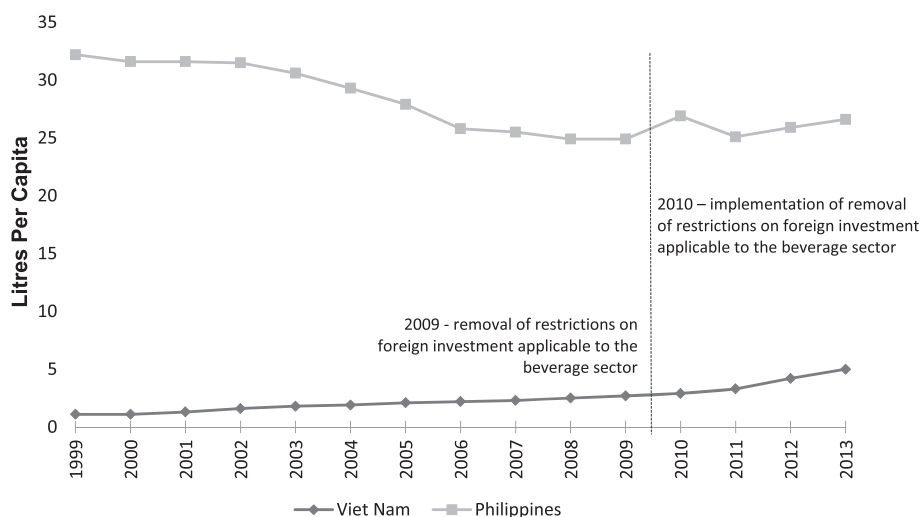 35
30
25
20
15
10
5
0
Litres Per Capita
2010 – implementation of removal
of restrictions on foreign investment
applicable to the beverage sector
2009 - removal of restrictions on
foreign investment applicable to the
beverage sector
1999
2000
2001
2002
2003
2004
2005
2006
2007
2008
2009
2010
2011
2012
2013
Viet Nam
Philippines